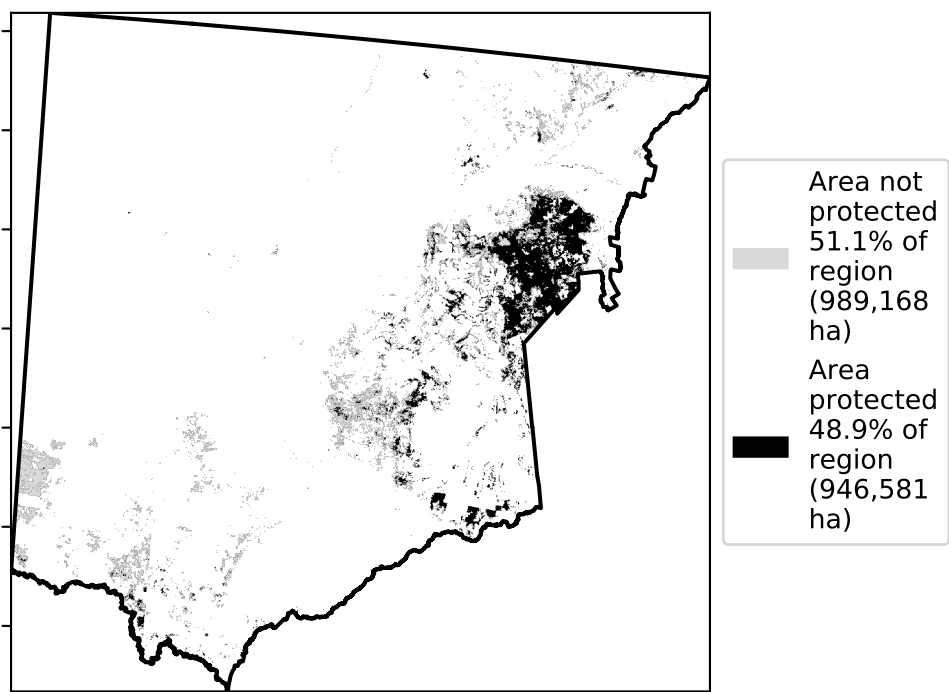 Area not
protected
51.1% of
region
(989,168
ha)
Area
protected
48.9% of
region
(946,581
ha)